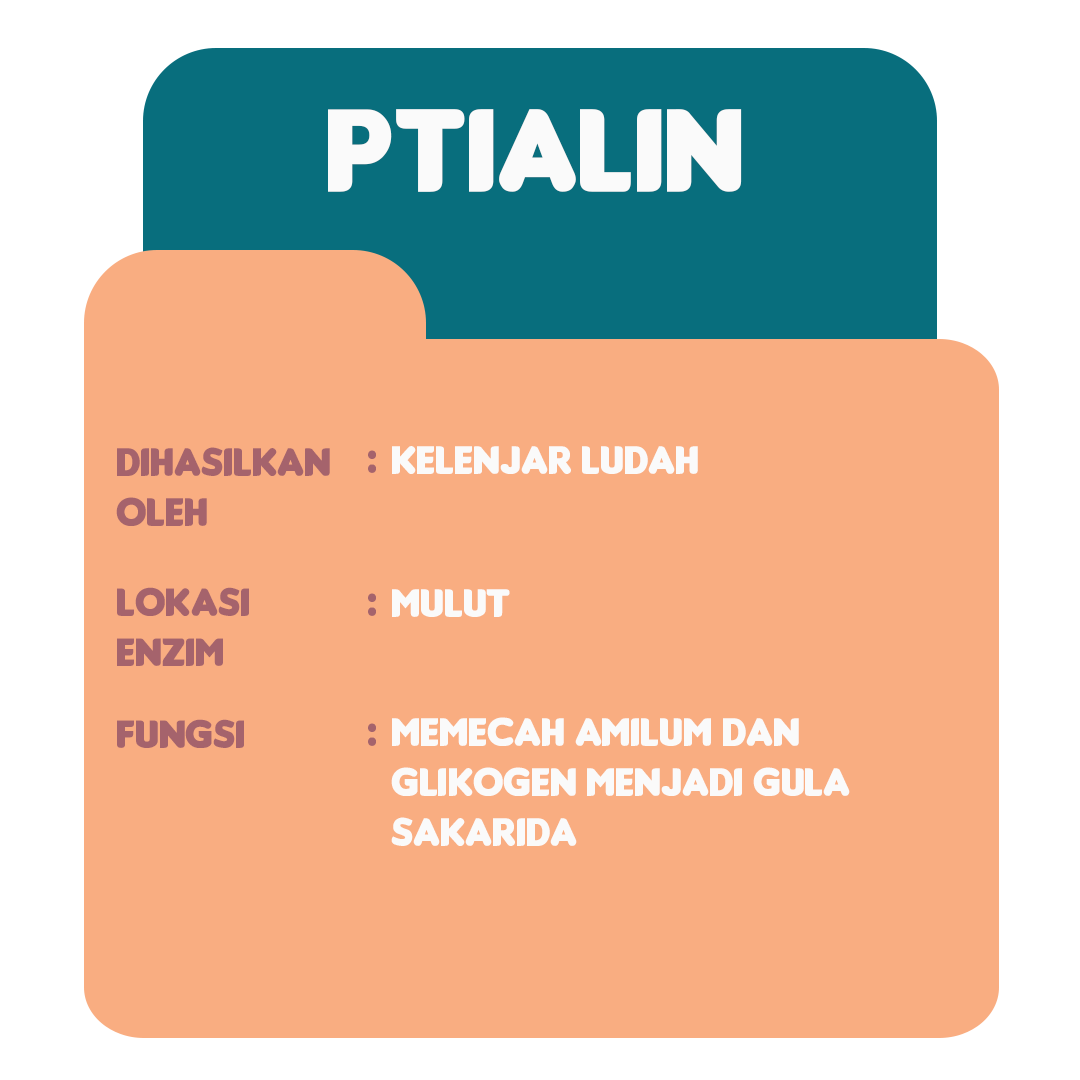 PTIALIN
DIHASILKAN : KELENJAR LUDAH
OLEH
LOKASI : MULUT
ENZIM
FUNGSI : MEMECAH AMILUM DAN
GLIKOGEN MENJADI GULA
SAKARIDA